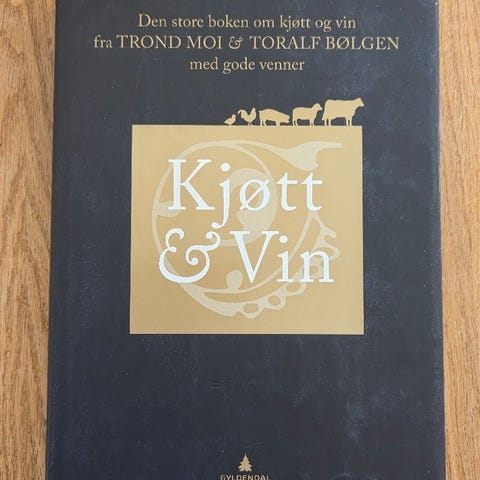 Den store boken om kjøtt og vin
fra TROND MOI & TORALF BØLGEN
med gode venner
Kjøtt
& Vin
GYLDENDAL